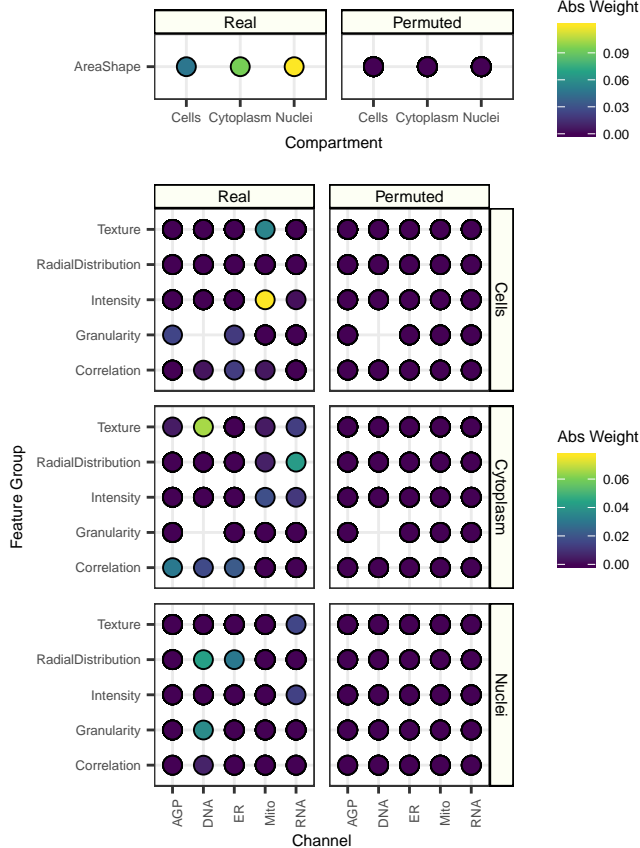 Real Permuted
AreaShape
Cells Cytoplasm Nuclei Cells Cytoplasm Nuclei
Compartment
Abs Weight
0.09
0.06
0.03
0.00
Real Permuted
Feature Group
Texture
RadialDistribution
Intensity
Granularity
Correlation
Cells
Texture
RadialDistribution
Intensity
Granularity
Correlation
Cytoplasm
Texture
RadialDistribution
Intensity
Granularity
Correlation
Nuclei
AGP DNA ER Mito RNA AGP DNA ER Mito RNA
Channel
Abs Weight
0.06
0.04
0.02
0.00